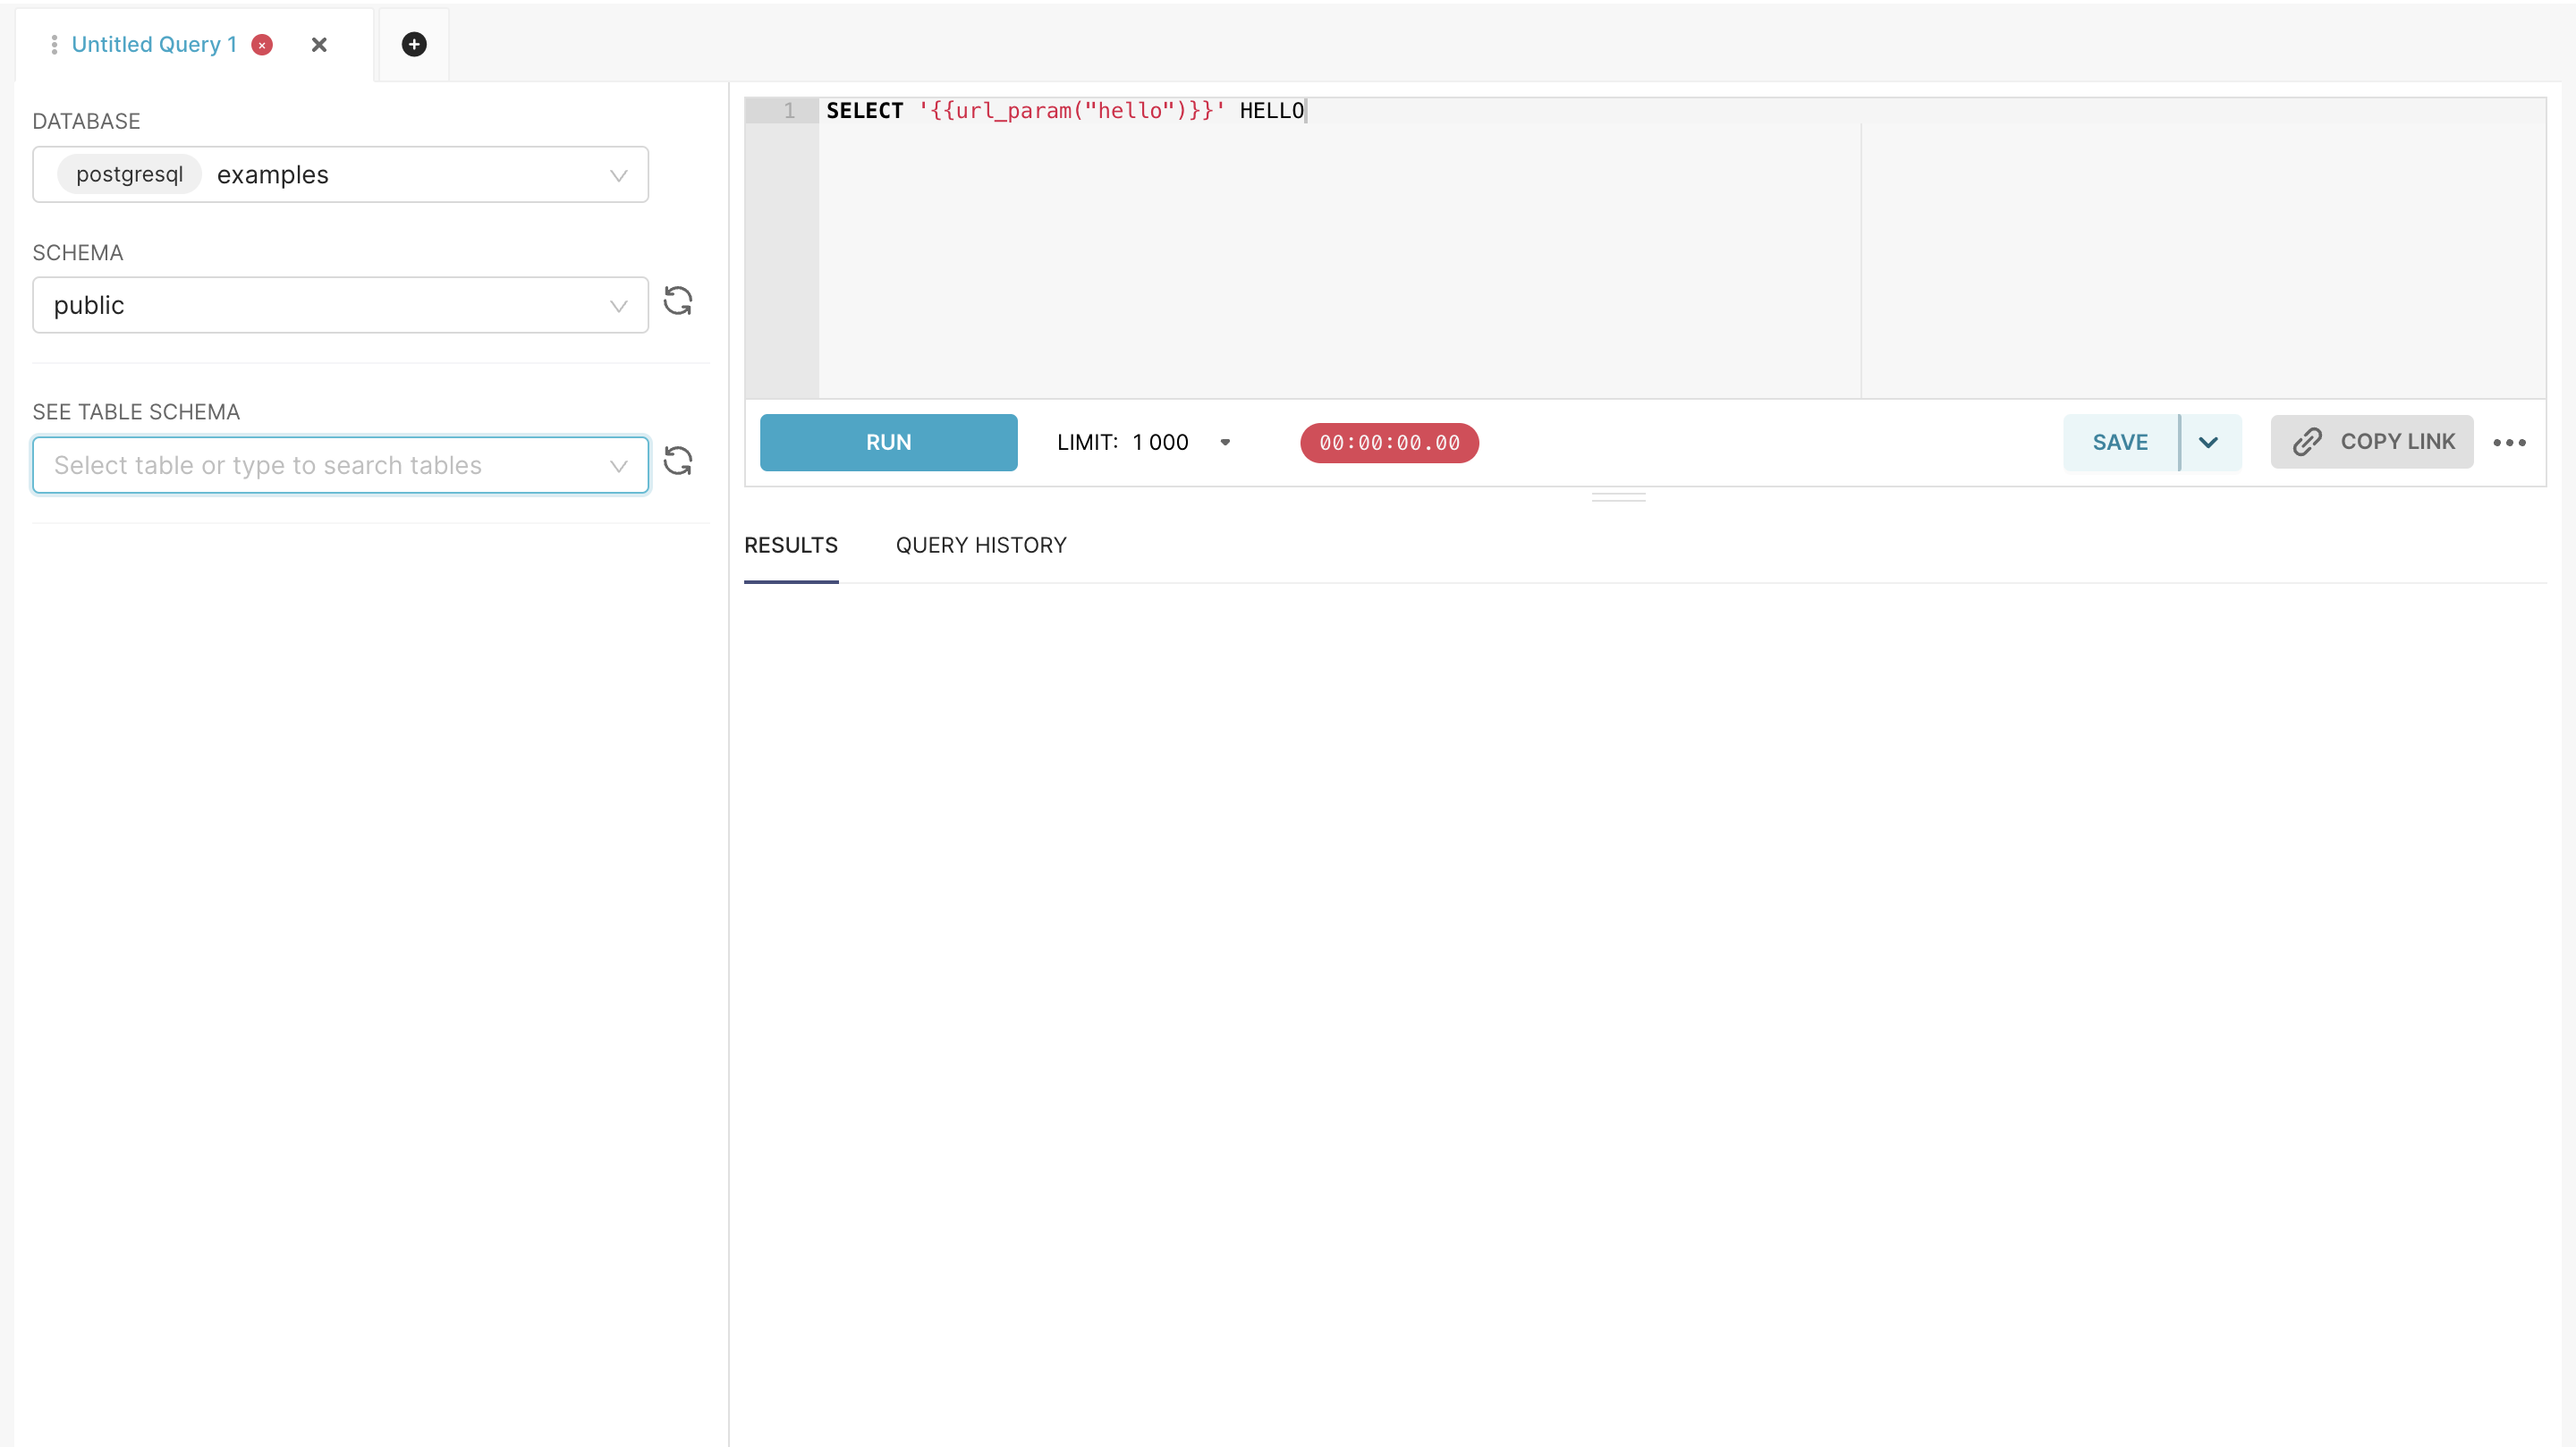 Untitled Query 1
DATABASE
postgresql examples
SCHEMA
public
SEE TABLE SCHEMA
Select table or type to search tables
1 SELECT '{{url_param("hello")}}' HELLO
RUN LIMIT: 1 000 00:00:00.00 SAVE COPY LINK
RESULTS QUERY HISTORY